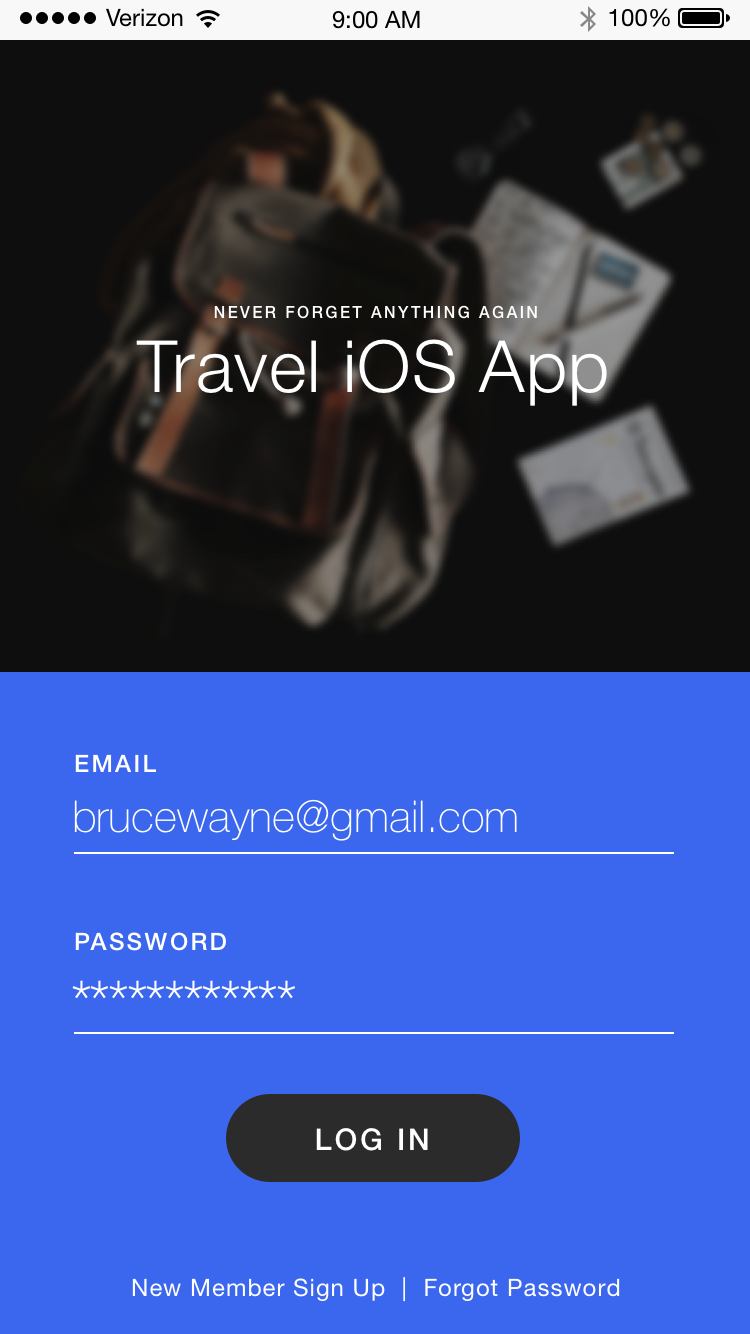 Verizon 9:00 AM 100%
NEVER FORGET ANYTHING AGAIN
Travel iOS App
EMAIL
brucewayne@gmail.com
PASSWORD
************
LOG IN
New Member Sign Up | Forgot Password